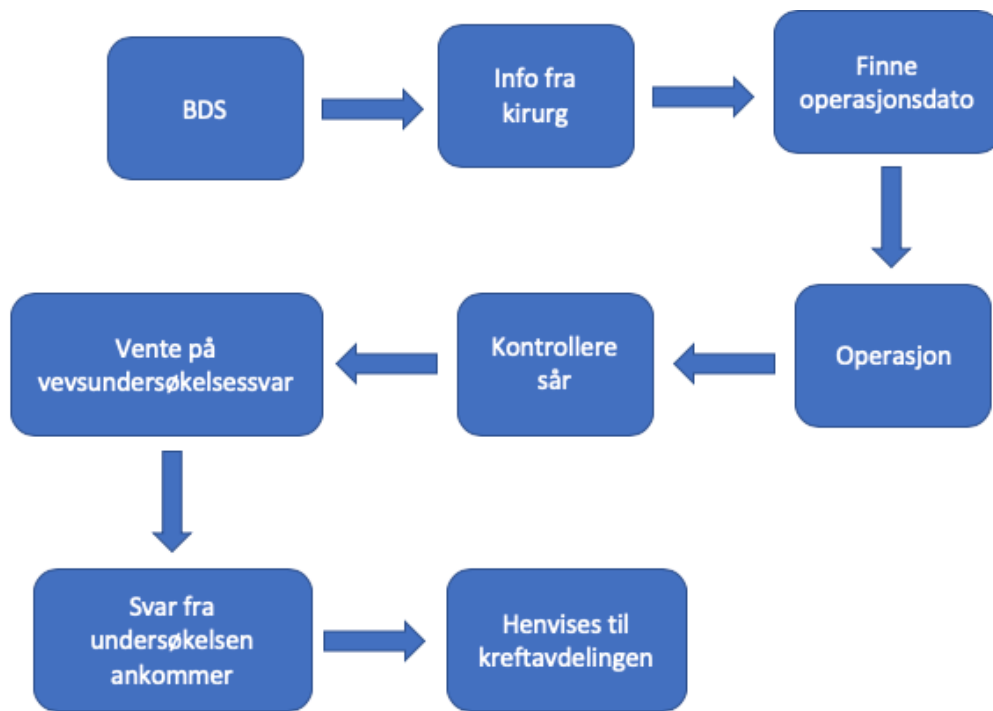 BDS
Info fra
kirurg
Finne
operasjonsdato
Operasjon
Kontrollere
sår
Vente på
vevsundersøkelsessvar
Svar fra
undersøkelsen
ankommer
Henvises til
kreftavdelingen